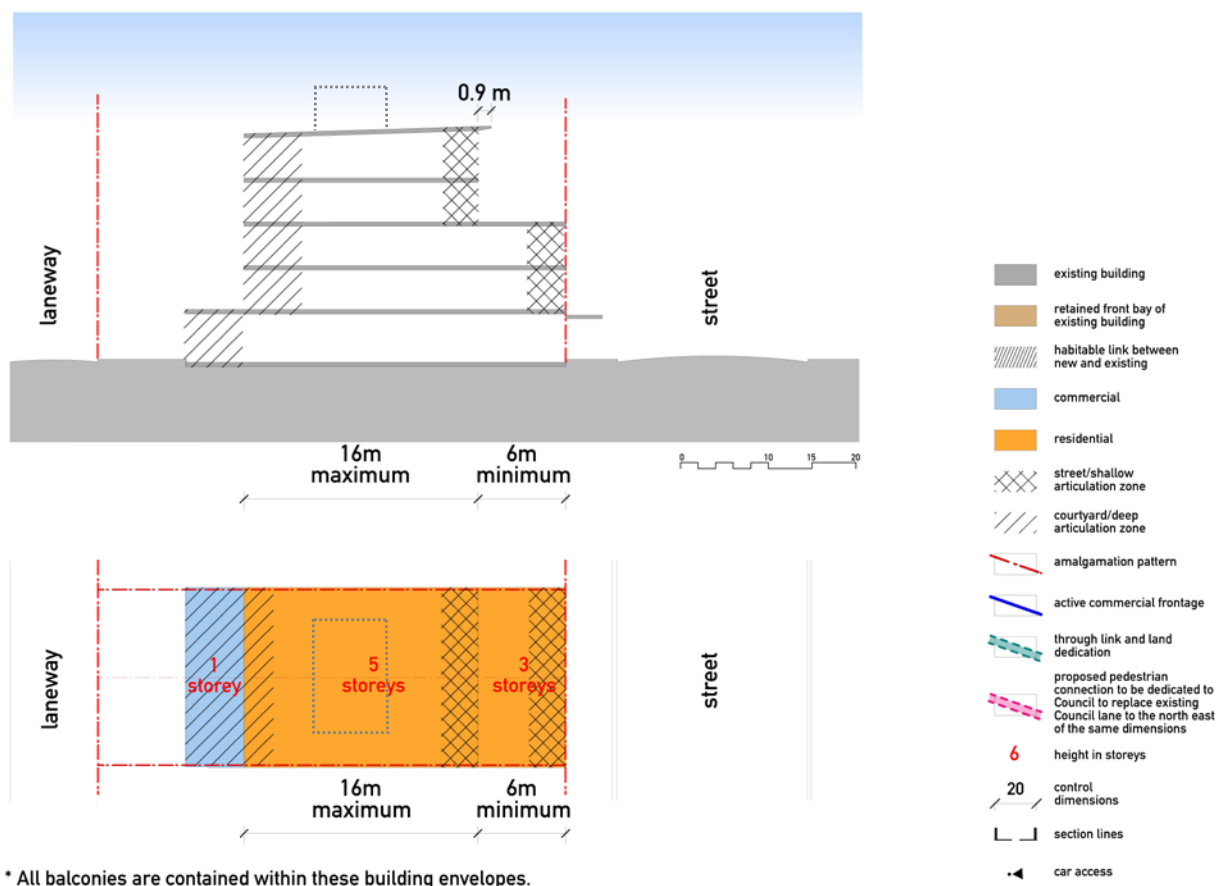 0.9 m
laneway
street
16m
maximum
6m
minimum
0 10 15 20
laneway
1
storey
5
storeys
3
storeys
street
16m
maximum
6m
minimum
* All balconies are contained within these building envelopes.
existing building
retained front bay of
existing building
habitable link between
new and existing
commercial
residential
street/shallow
articulation zone
courtyard/deep
articulation zone
amalgamation pattern
active commercial frontage
through link and land
dedication
proposed pedestrian
connection to be dedicated to
Council to replace existing
Council lane to the north east
of the same dimensions
6 height in storeys
20 control
dimensions
section lines
car access